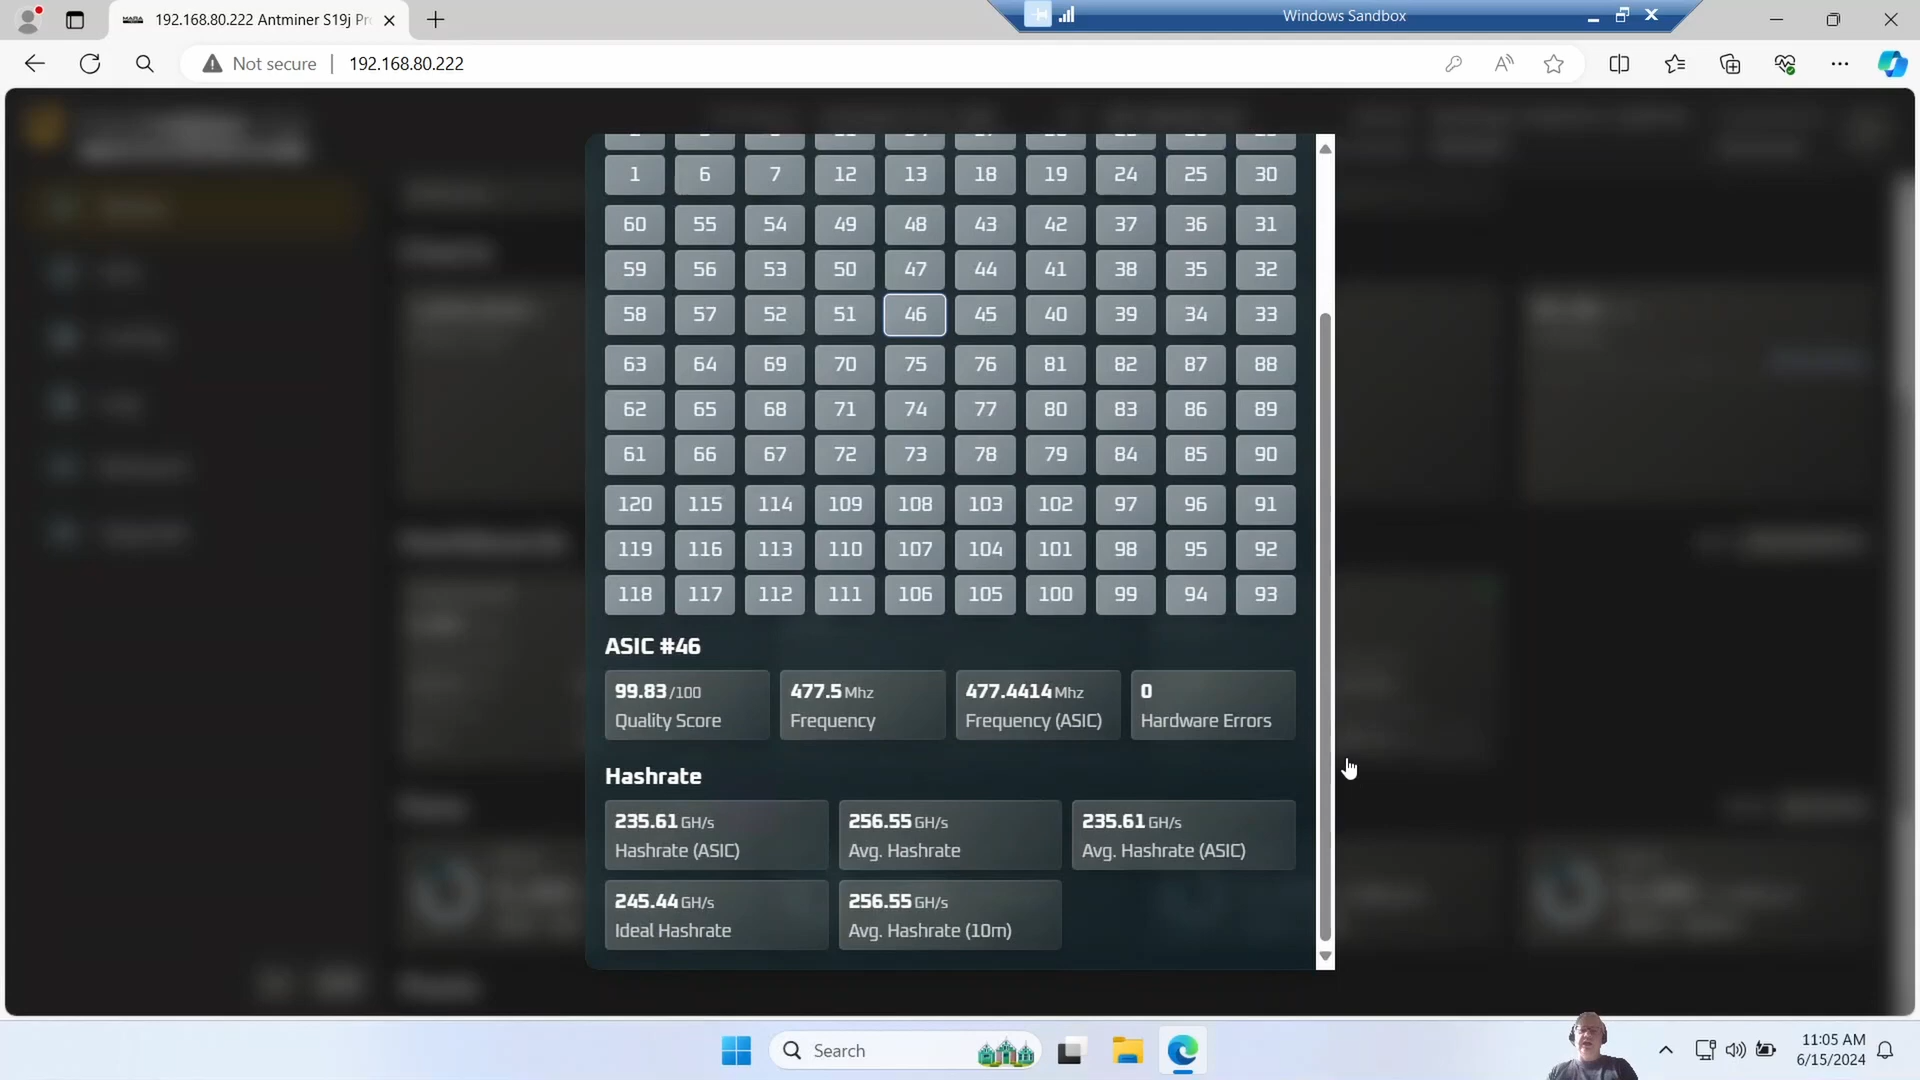 192.168.80.222 Antminer S19j Pro
Windows Sandbox
Not secure
192.168.80.222
1 6 7 12 13 18 19 24 25 30
60 55 54 49 48 43 42 37 36 31
59 56 53 50 47 44 41 38 35 32
58 57 52 51 46 45 40 39 34 33
63 64 69 70 75 76 81 82 87 88
62 65 68 71 74 77 80 83 86 89
61 66 67 72 73 78 79 84 85 90
120 115 114 109 108 103 102 97 96 91
119 116 113 110 107 104 101 98 95 92
118 117 112 111 106 105 100 99 94 93
ASIC #46
99.83 /100
Quality Score
477.5 Mhz
Frequency
477.4414 Mhz
Frequency (ASIC)
0
Hardware Errors
Hashrate
235.61 GH/s
Hashrate (ASIC)
256.55 GH/s
Avg. Hashrate
235.61 GH/s
Avg. Hashrate (ASIC)
245.44 GH/s
Ideal Hashrate
256.55 GH/s
Avg. Hashrate (10m)
Search
11:05 AM
6/15/2024